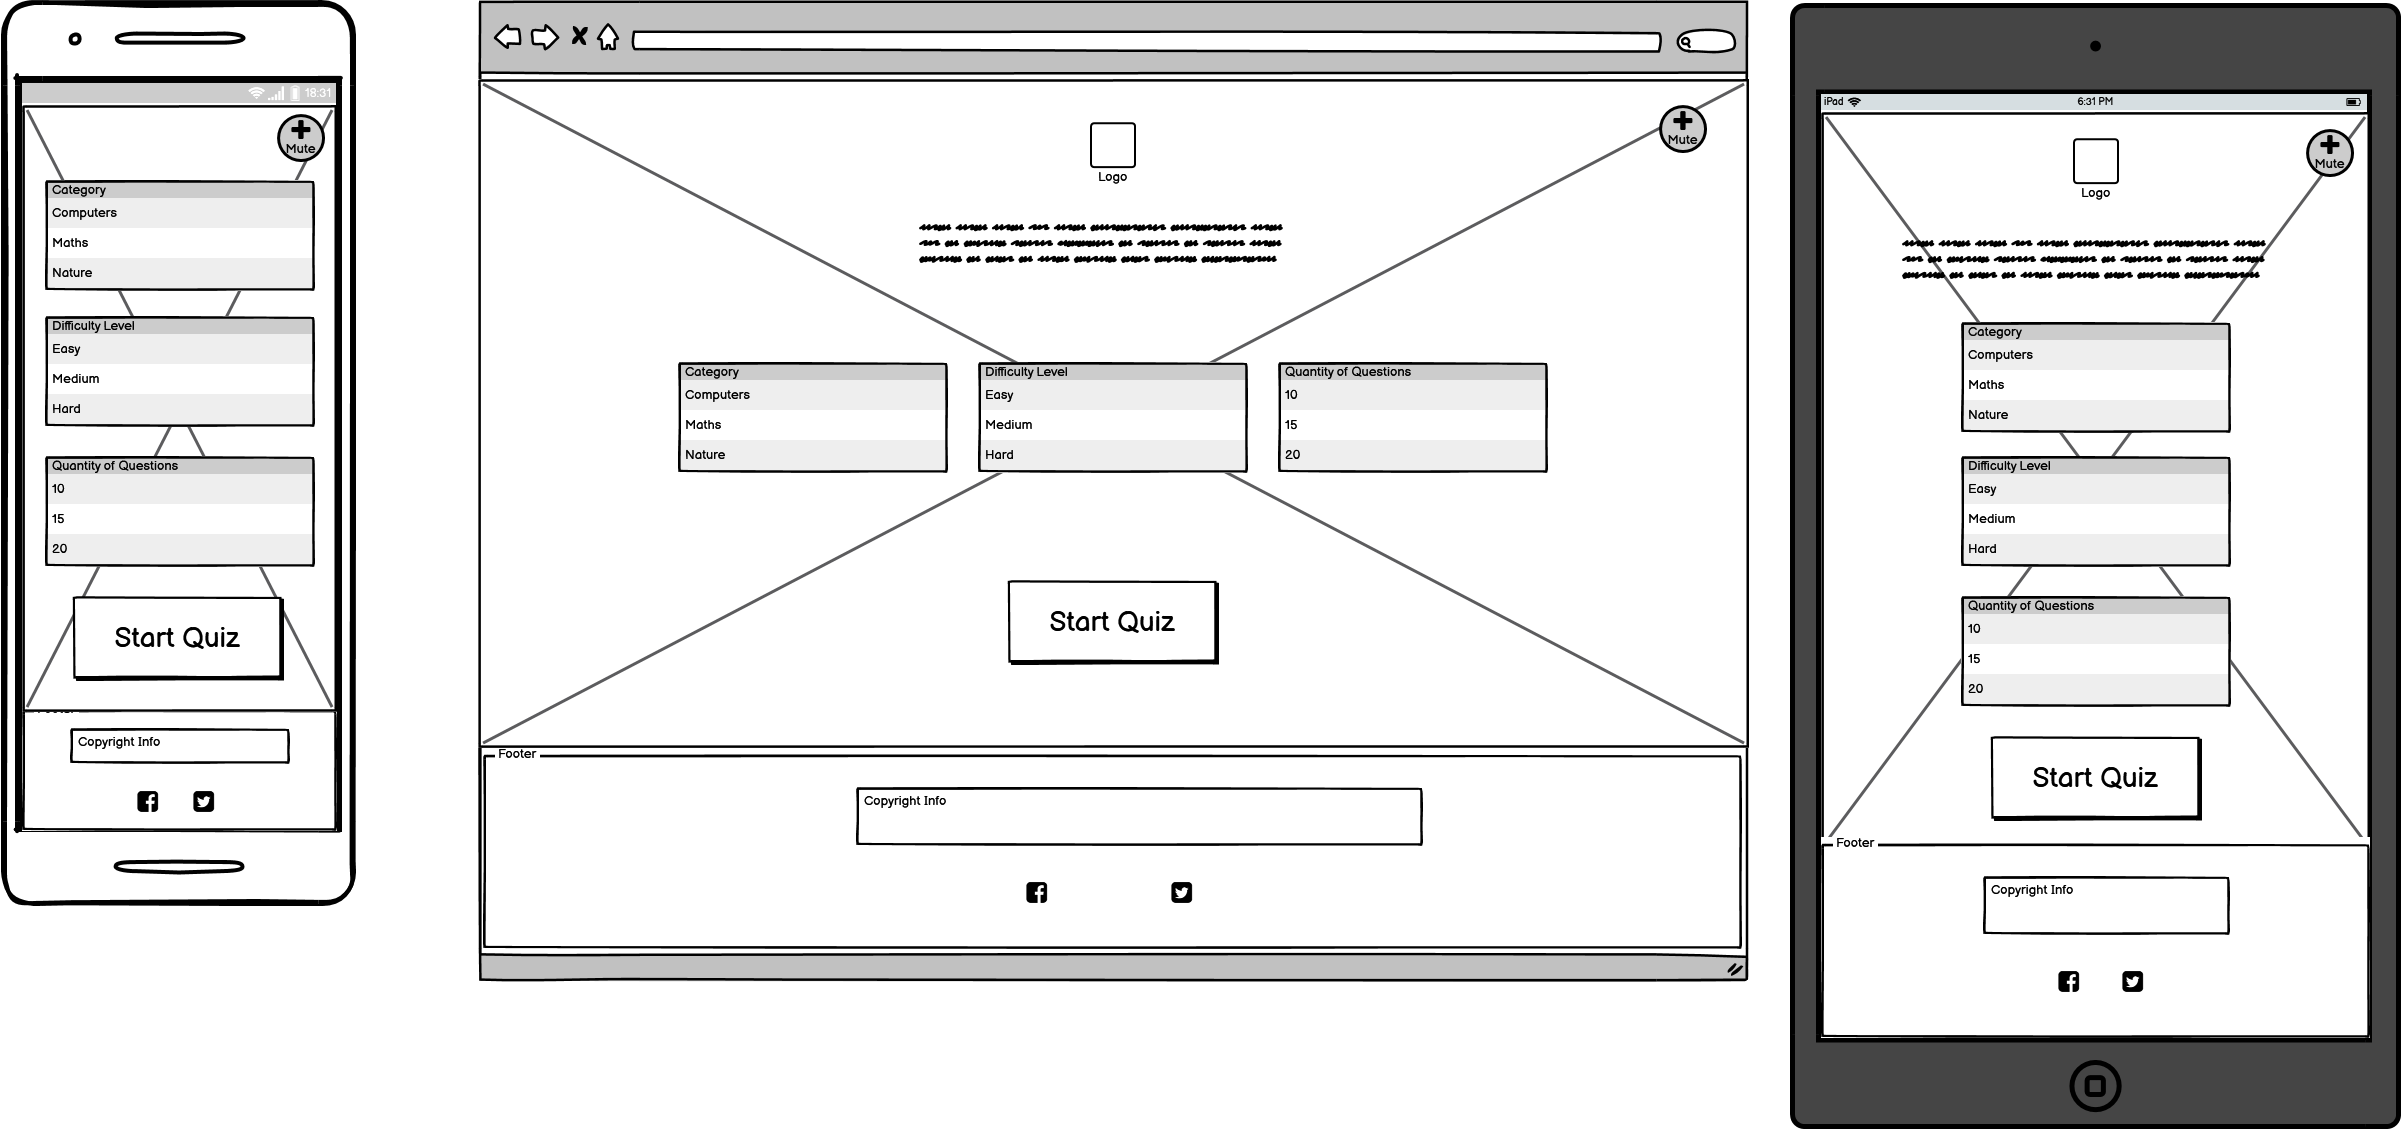 18:31
Mute
Category
Computers
Maths
Nature
Difficulty Level
Easy
Medium
Hard
Quantity of Questions
10
15
20
Start Quiz
Copyright Info
Mute
Logo
Category
Computers
Maths
Nature
Difficulty Level
Easy
Medium
Hard
Quantity of Questions
10
15
20
Start Quiz
Footer
Copyright Info
iPad
6:31 PM
Mute
Logo
Category
Computers
Maths
Nature
Difficulty Level
Easy
Medium
Hard
Quantity of Questions
10
15
20
Start Quiz
Footer
Copyright Info